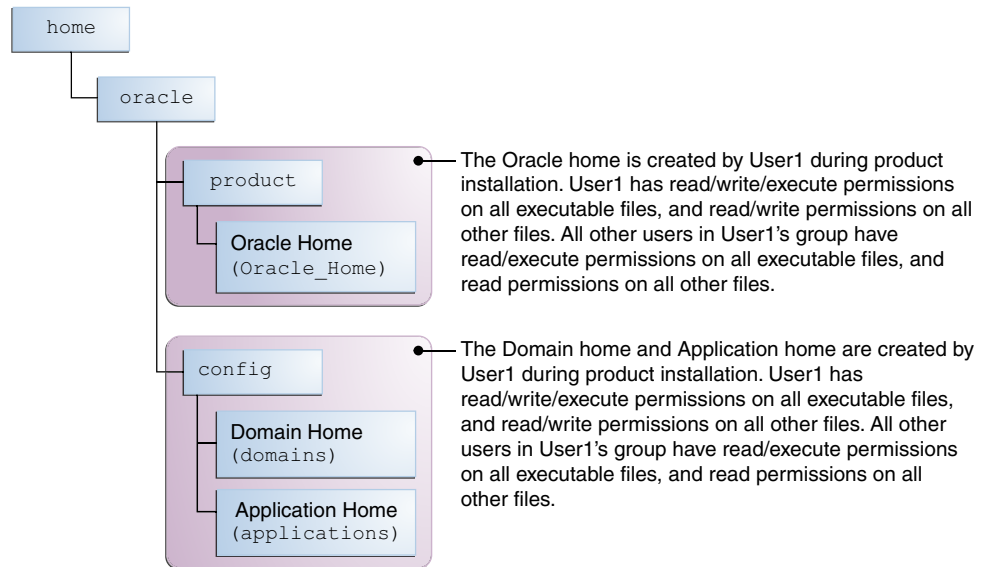 home
oracle
product
Oracle Home
(Oracle_Home)
The Oracle home is created by User1 during product
installation. User1 has read/write/execute permissions
on all executable files, and read/write permissions on all
other files. All other users in User1's group have
read/execute permissions on all executable files, and
read permissions on all other files.
config
Domain Home
(domains)
Application Home
(applications)
The Domain home and Application home are created by
User1 during product installation. User1 has
read/write/execute permissions on all executable files,
and read/write permissions on all other files. All other
users in User1's group have read/execute permissions
on all executable files, and read permissions on all
other files.